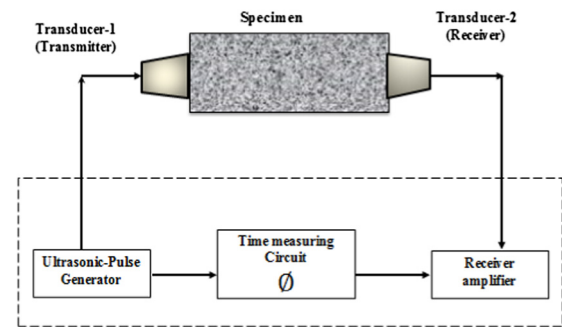 Specimen
Transducer-1
(Transmitter)
Transducer-2
(Receiver)
Ultrasonic-Pulse
Generator
Time measuring
Circuit
Ø
Receiver
amplifier